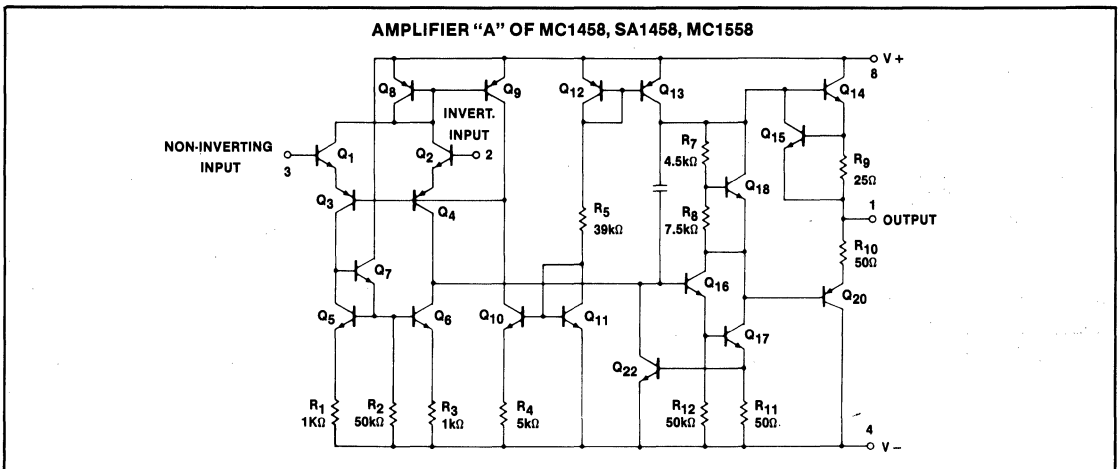 AMPLIFIER “A” OF MC1458, SA1458, MC1558
V +
8
Q8
Q9
Q12
Q13
Q14
INVERT.
INPUT
NON-INVERTING
INPUT
3
Q1
Q2
2
Q15
R7
4.5kΩ
R9
25Ω
Q18
Q3
Q4
R5
39kΩ
R8
7.5kΩ
1
OUTPUT
R10
50Ω
Q7
Q16
Q20
Q5
Q6
Q10
Q11
Q17
Q22
R1
1KΩ
R2
50kΩ
R3
1kΩ
R4
5kΩ
R12
50kΩ
R11
50Ω
4
V −